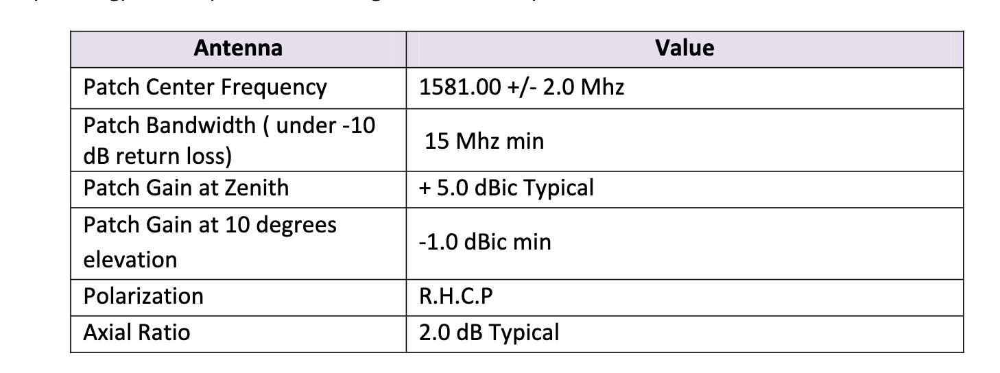 Antenna Value
Patch Center Frequency 1581.00 +/- 2.0 Mhz
Patch Bandwidth ( under -10
dB return loss) 15 Mhz min
Patch Gain at Zenith + 5.0 dBic Typical
Patch Gain at 10 degrees
elevation -1.0 dBic min
Polarization R.H.C.P
Axial Ratio 2.0 dB Typical